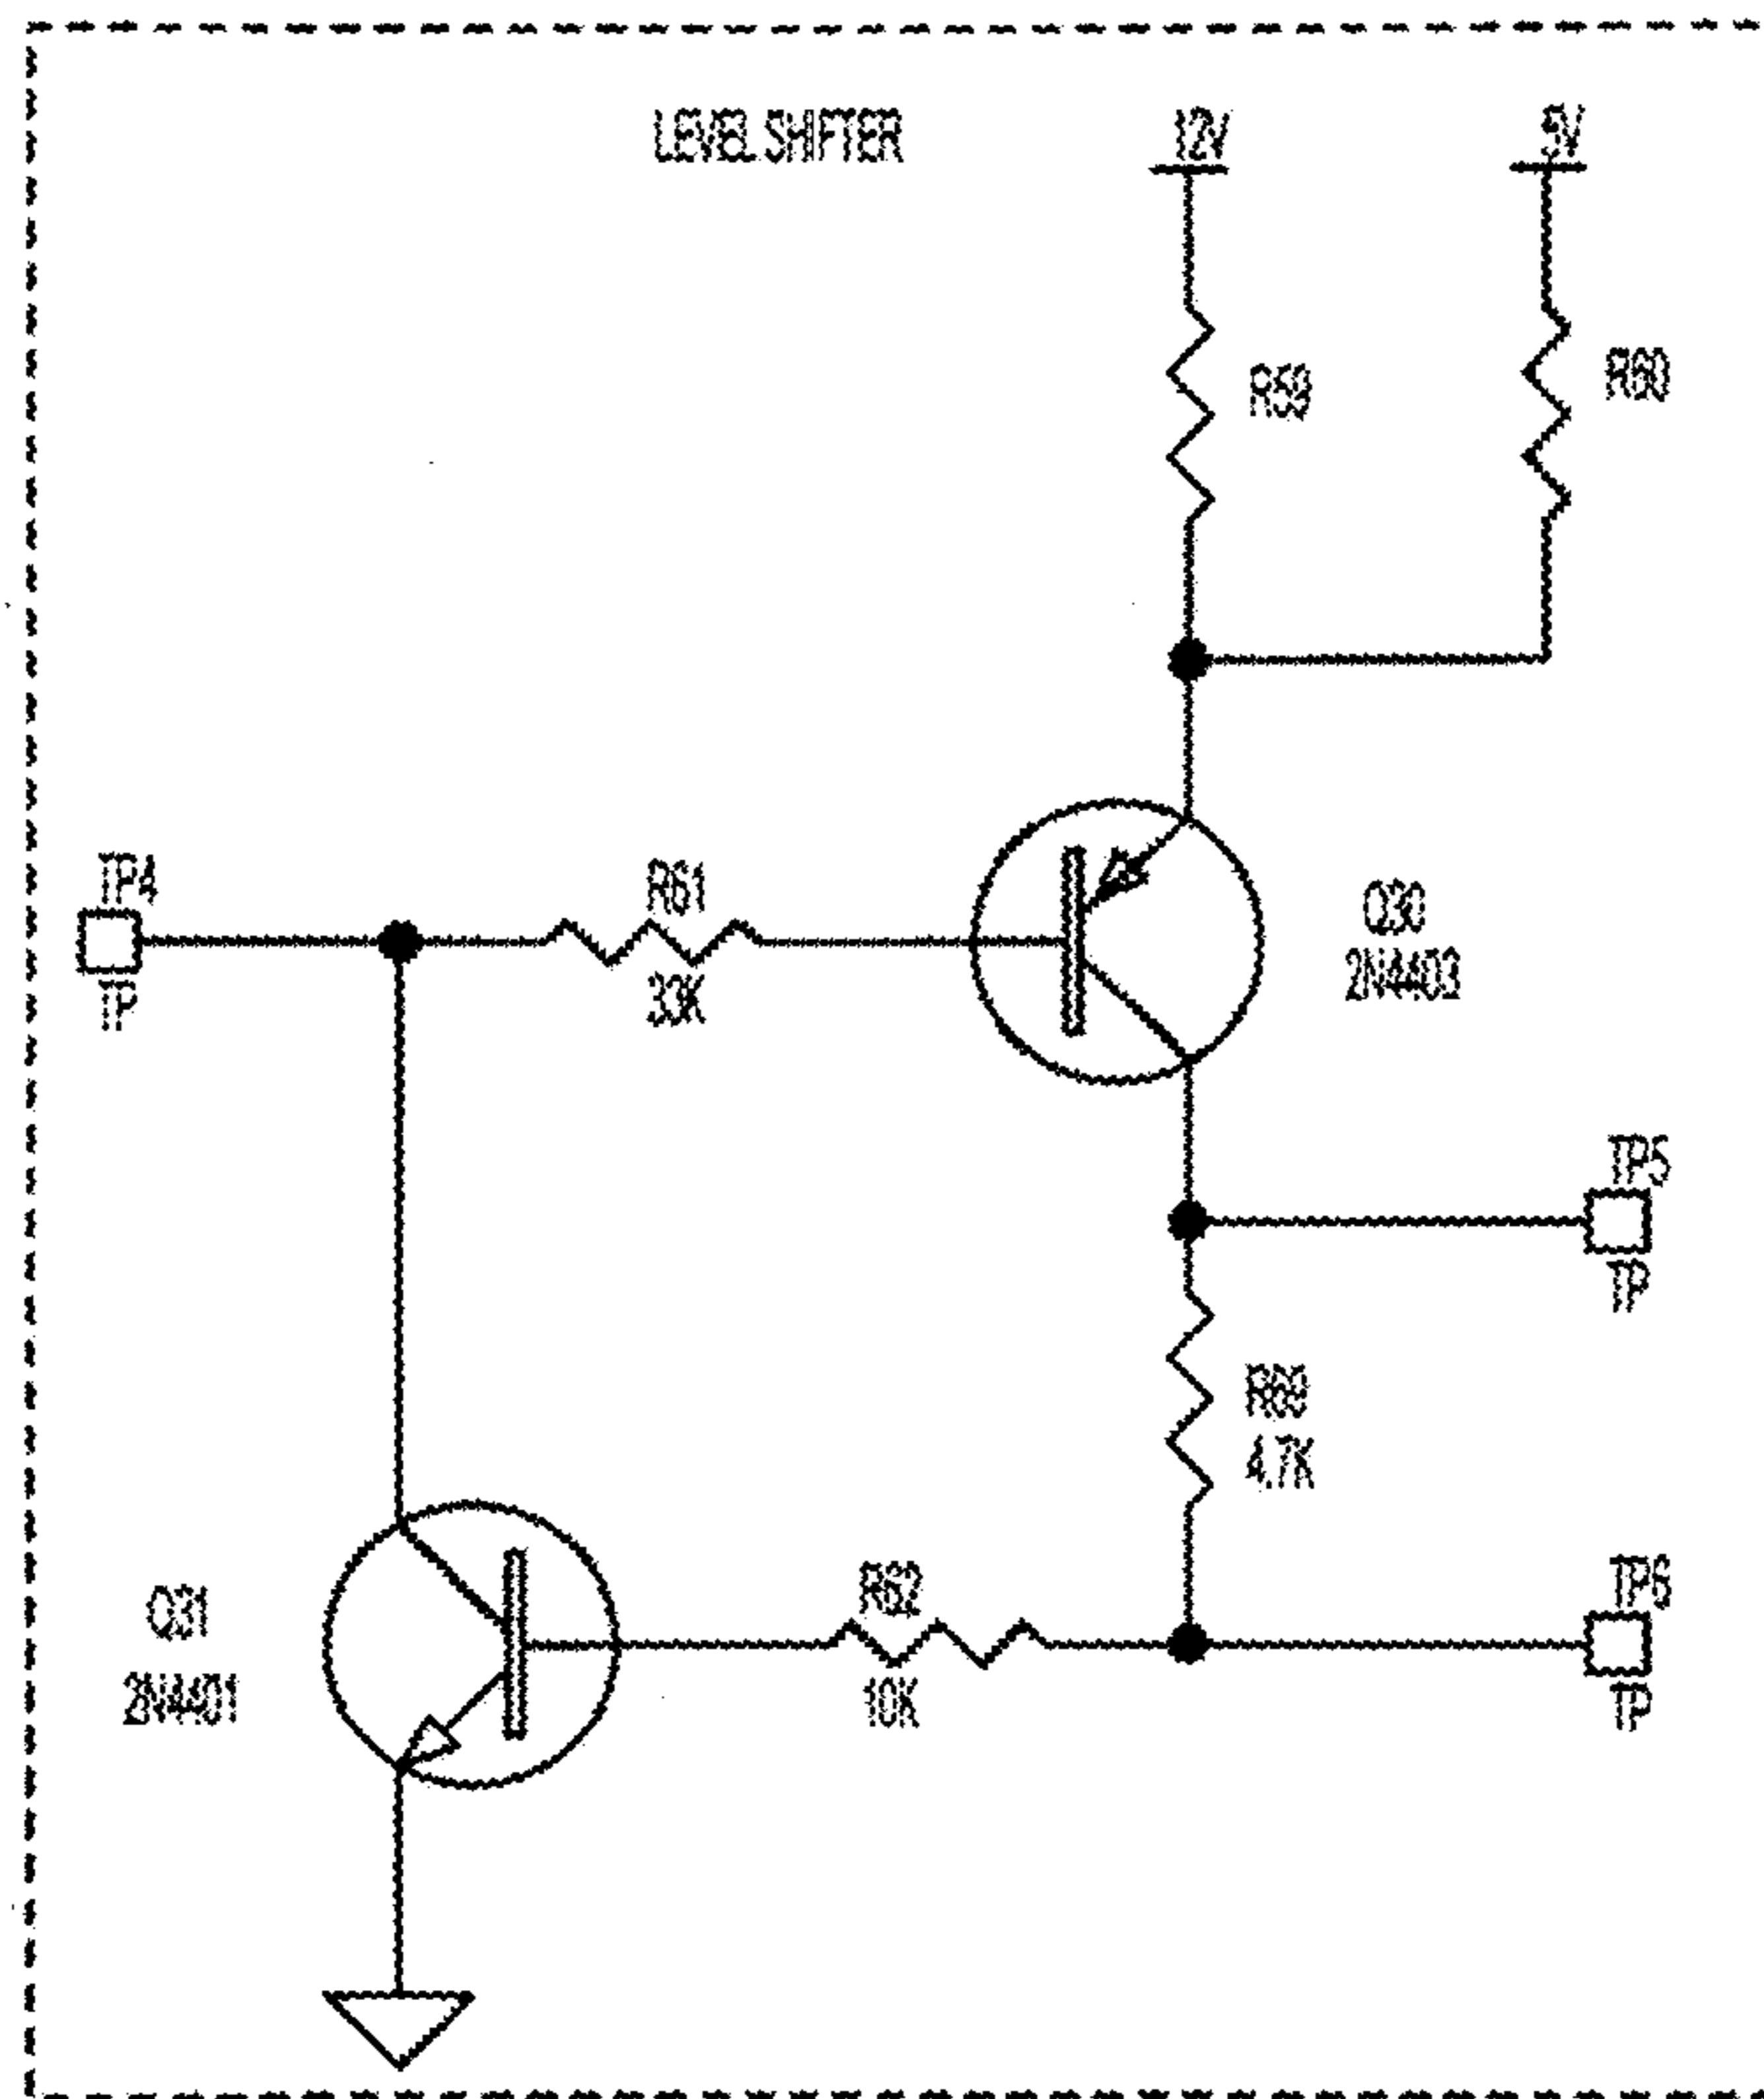 LEVEL SHIFTER
12V
5V
R59
R60
TP4
TP
R61
33K
Q30
2N4403
TP5
TP
R69
4.7K
Q31
2N4401
R62
10K
TP6
TP